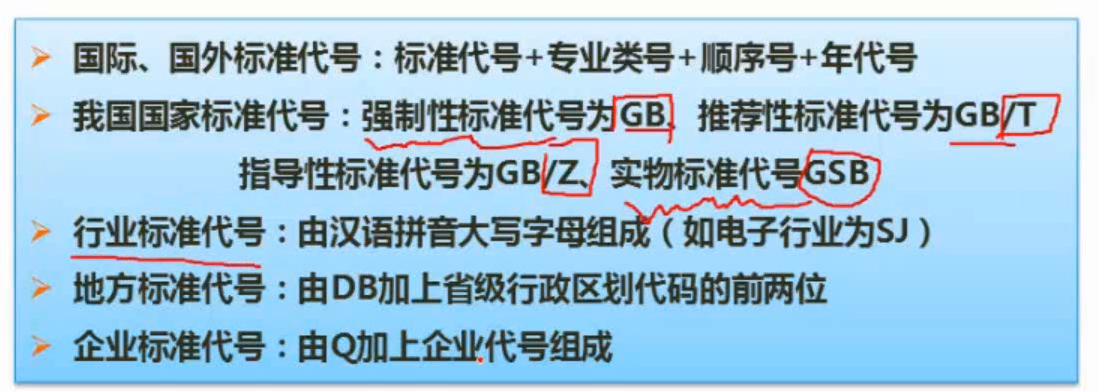 国际、国外标准代号：标准代号+专业类号+顺序号+年代号
我国国家标准代号：强制性标准代号为GB、推荐性标准代号为GB/T
指导性标准代号为GB/Z、实物标准代号GSB
行业标准代号：由汉语拼音大写字母组成（如电子行业为SJ）
地方标准代号：由DB加上省级行政区划代码的前两位
企业标准代号：由Q加上企业代号组成